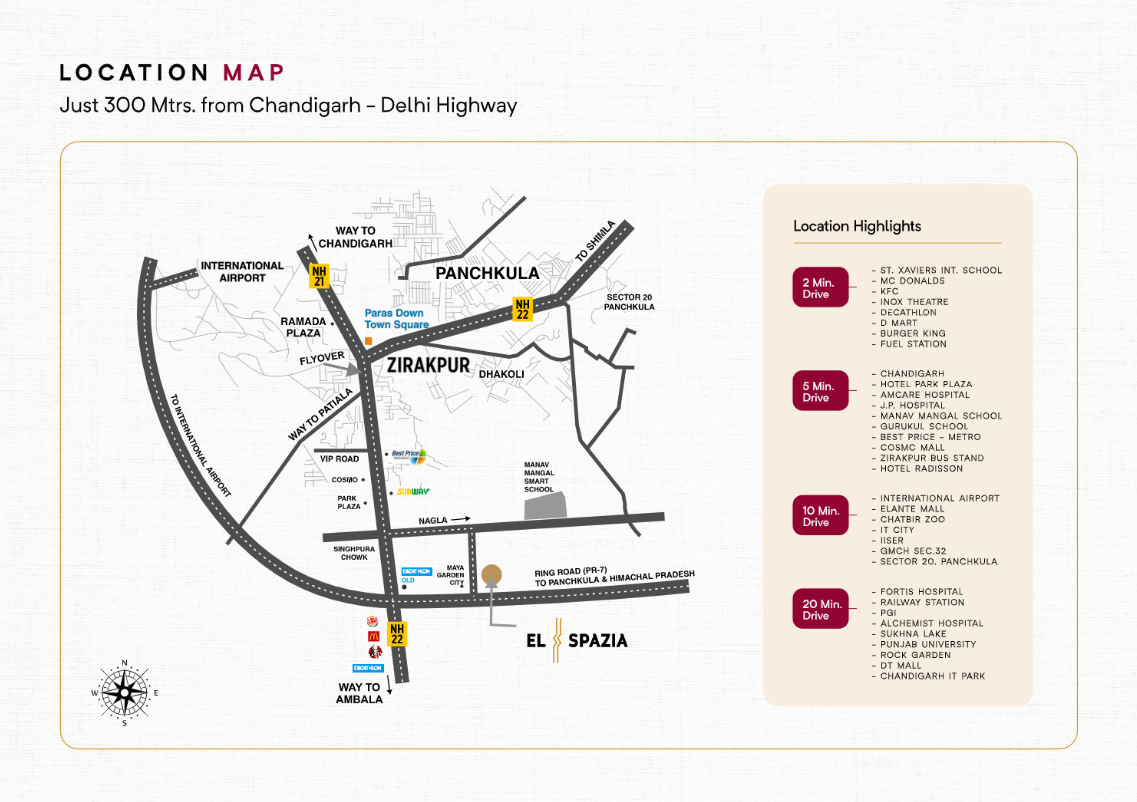 LOCATION MAP
Just 300 Mtrs. from Chandigarh - Delhi Highway
WAY TO
CHANDIGARH
INTERNATIONAL
AIRPORT
NH
21
PANCHKULA
TO SHIMLA
SECTOR 20
PANCHKULA
NH
22
Paras Down
Town Square
RAMADA
PLAZA
FLYOVER
ZIRAKPUR
DHAKOLI
WAY TO PATIALA
TO INTERNATIONAL AIRPORT
VIP ROAD
Best Price
COSMO
SUBWAY
PARK
PLAZA
MANAV
MANGAL
SMART
SCHOOL
NAGLA
SINGHPURA
CHOWK
DECATHLON
OLD
MAYA
GARDEN
CITY
RING ROAD (PR-7)
TO PANCHKULA & HIMACHAL PRADESH
NH
22
EL SPAZIA
DECATHLON
WAY TO
AMBALA
N
W E
S
Location Highlights
2 Min.
Drive
- ST. XAVIERS INT. SCHOOL
- MC DONALDS
- KFC
- INOX THEATRE
- DECATHLON
- D MART
- BURGER KING
- FUEL STATION
5 Min.
Drive
- CHANDIGARH
- HOTEL PARK PLAZA
- AMCARE HOSPITAL
- J.P. HOSPITAL
- MANAV MANGAL SCHOOL
- GURUKUL SCHOOL
- BEST PRICE - METRO
- COSMC MALL
- ZIRAKPUR BUS STAND
- HOTEL RADISSON
10 Min.
Drive
- INTERNATIONAL AIRPORT
- ELANTE MALL
- CHATBIR ZOO
- IT CITY
- IISER
- GMCH SEC.32
- SECTOR 20, PANCHKULA
20 Min.
Drive
- FORTIS HOSPITAL
- RAILWAY STATION
- PGI
- ALCHEMIST HOSPITAL
- SUKHNA LAKE
- PUNJAB UNIVERSITY
- ROCK GARDEN
- DT MALL
- CHANDIGARH IT PARK